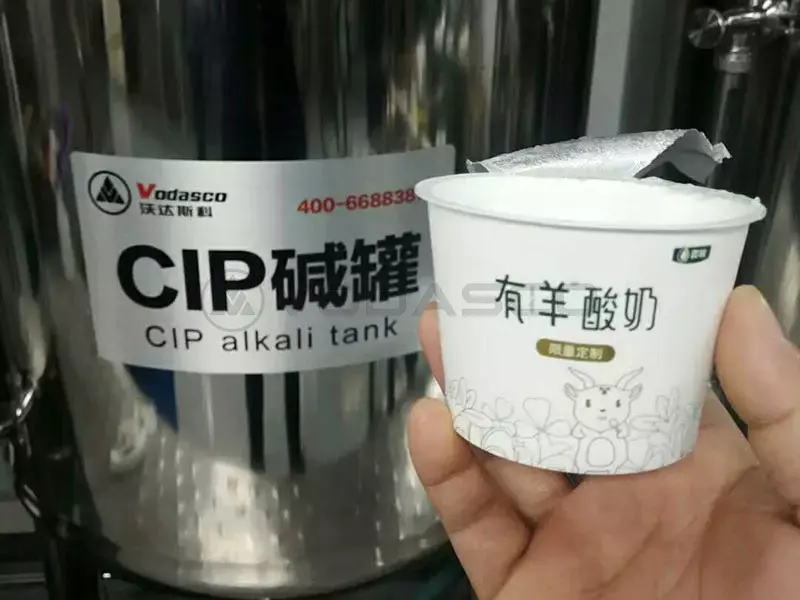 Vodasco
沃达斯科
400-668838
CIP碱罐
CIP alkali tank
有羊酸奶
限量定制